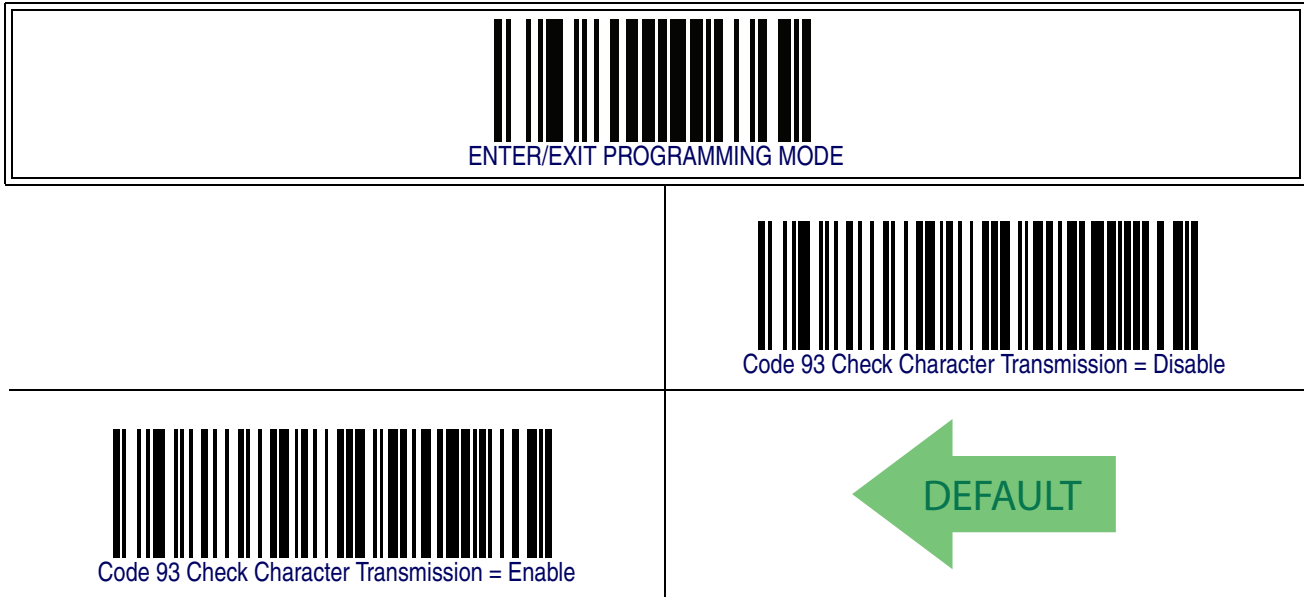 ENTER/EXIT PROGRAMMING MODE
Code 93 Check Character Transmission = Disable
Code 93 Check Character Transmission = Enable
DEFAULT